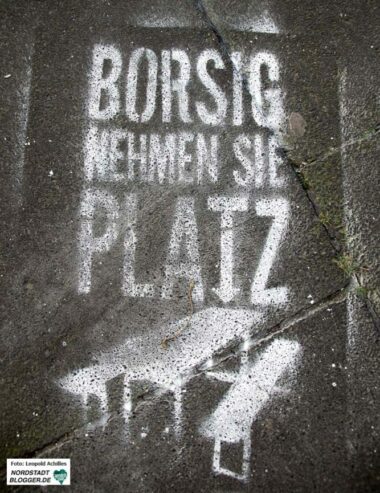 BORSIG
NEHMEN SIE
PLATZ
Foto: Leopold Achilles
NORDSTADT
BLOGGER.DE